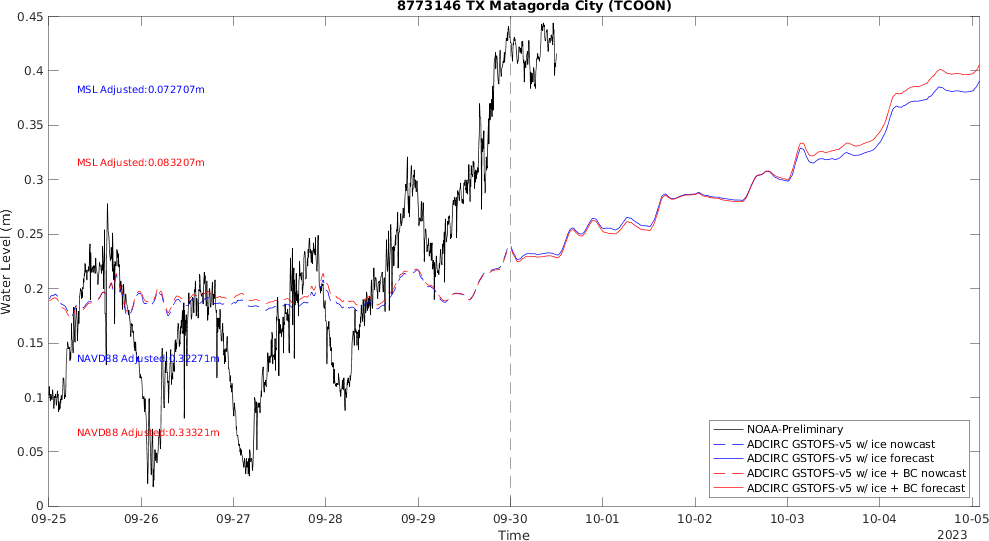 8773146 TX Matagorda City (TCOON)
0.45
0.4
0.35
0.3
0.25
0.2
0.15
0.1
0.05
0
Water Level (m)
MSL Adjusted:0.072707m
MSL Adjusted:0.083207m
NAVD88 Adjusted:0.32271m
NAVD88 Adjusted:0.33321m
NOAA-Preliminary
ADCIRC GSTOFS-v5 w/ ice nowcast
ADCIRC GSTOFS-v5 w/ ice forecast
ADCIRC GSTOFS-v5 w/ ice + BC nowcast
ADCIRC GSTOFS-v5 w/ ice + BC forecast
09-25 09-26 09-27 09-28 09-29 09-30 10-01 10-02 10-03 10-04 10-05
Time
2023